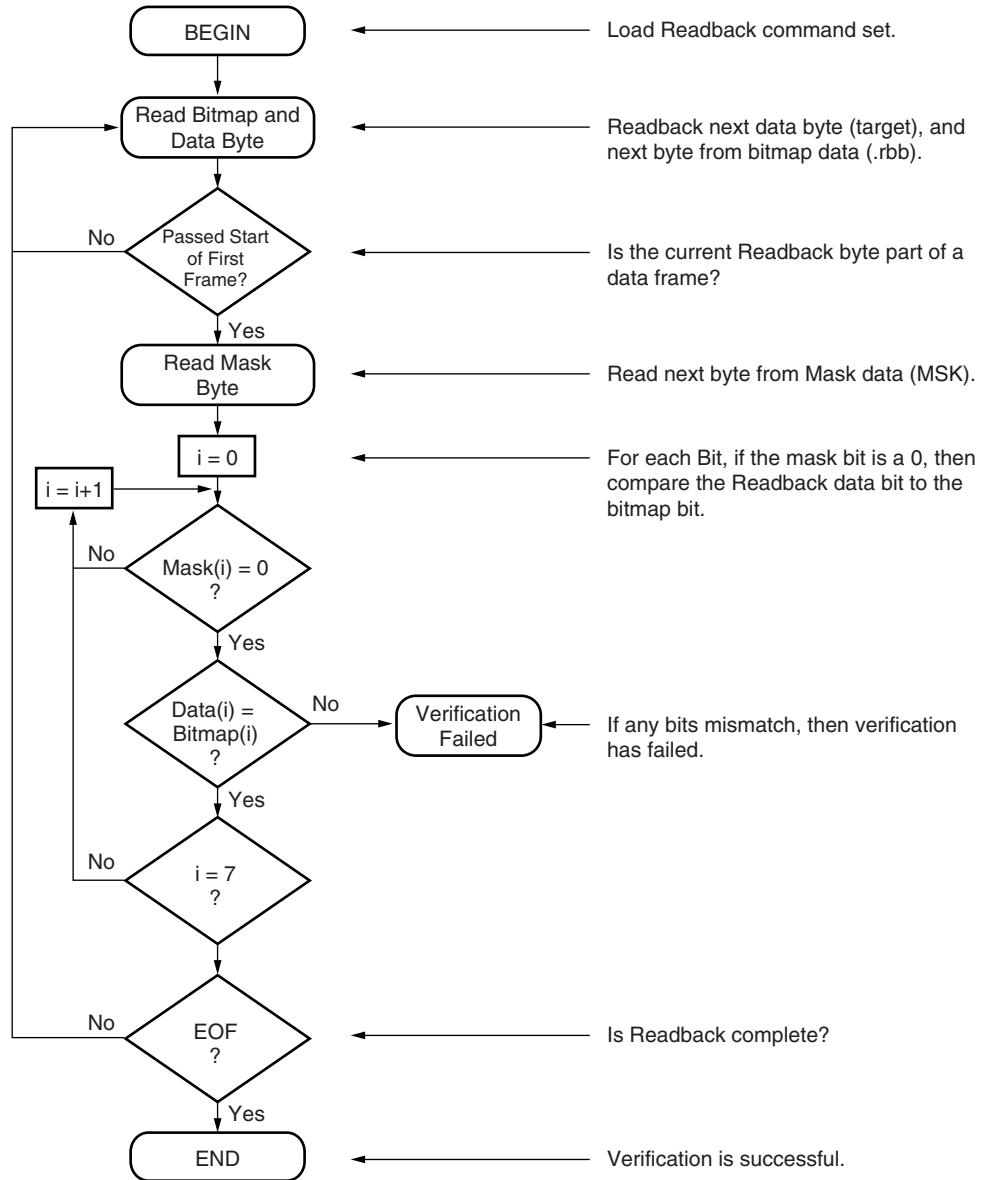 BEGIN
Load Readback command set.
Read Bitmap and
Data Byte
Readback next data byte (target), and
next byte from bitmap data (.rbb).
No
Passed Start
of First
Frame?
Is the current Readback byte part of a
data frame?
Yes
Read Mask
Byte
Read next byte from Mask data (MSK).
i = 0
For each Bit, if the mask bit is a 0, then
compare the Readback data bit to the
bitmap bit.
i = i+1
No
Mask(i) = 0
?
Yes
Data(i) =
Bitmap(i)
?
No
Verification
Failed
If any bits mismatch, then verification
has failed.
Yes
No
i = 7
?
No
EOF
?
Is Readback complete?
Yes
END
Verification is successful.